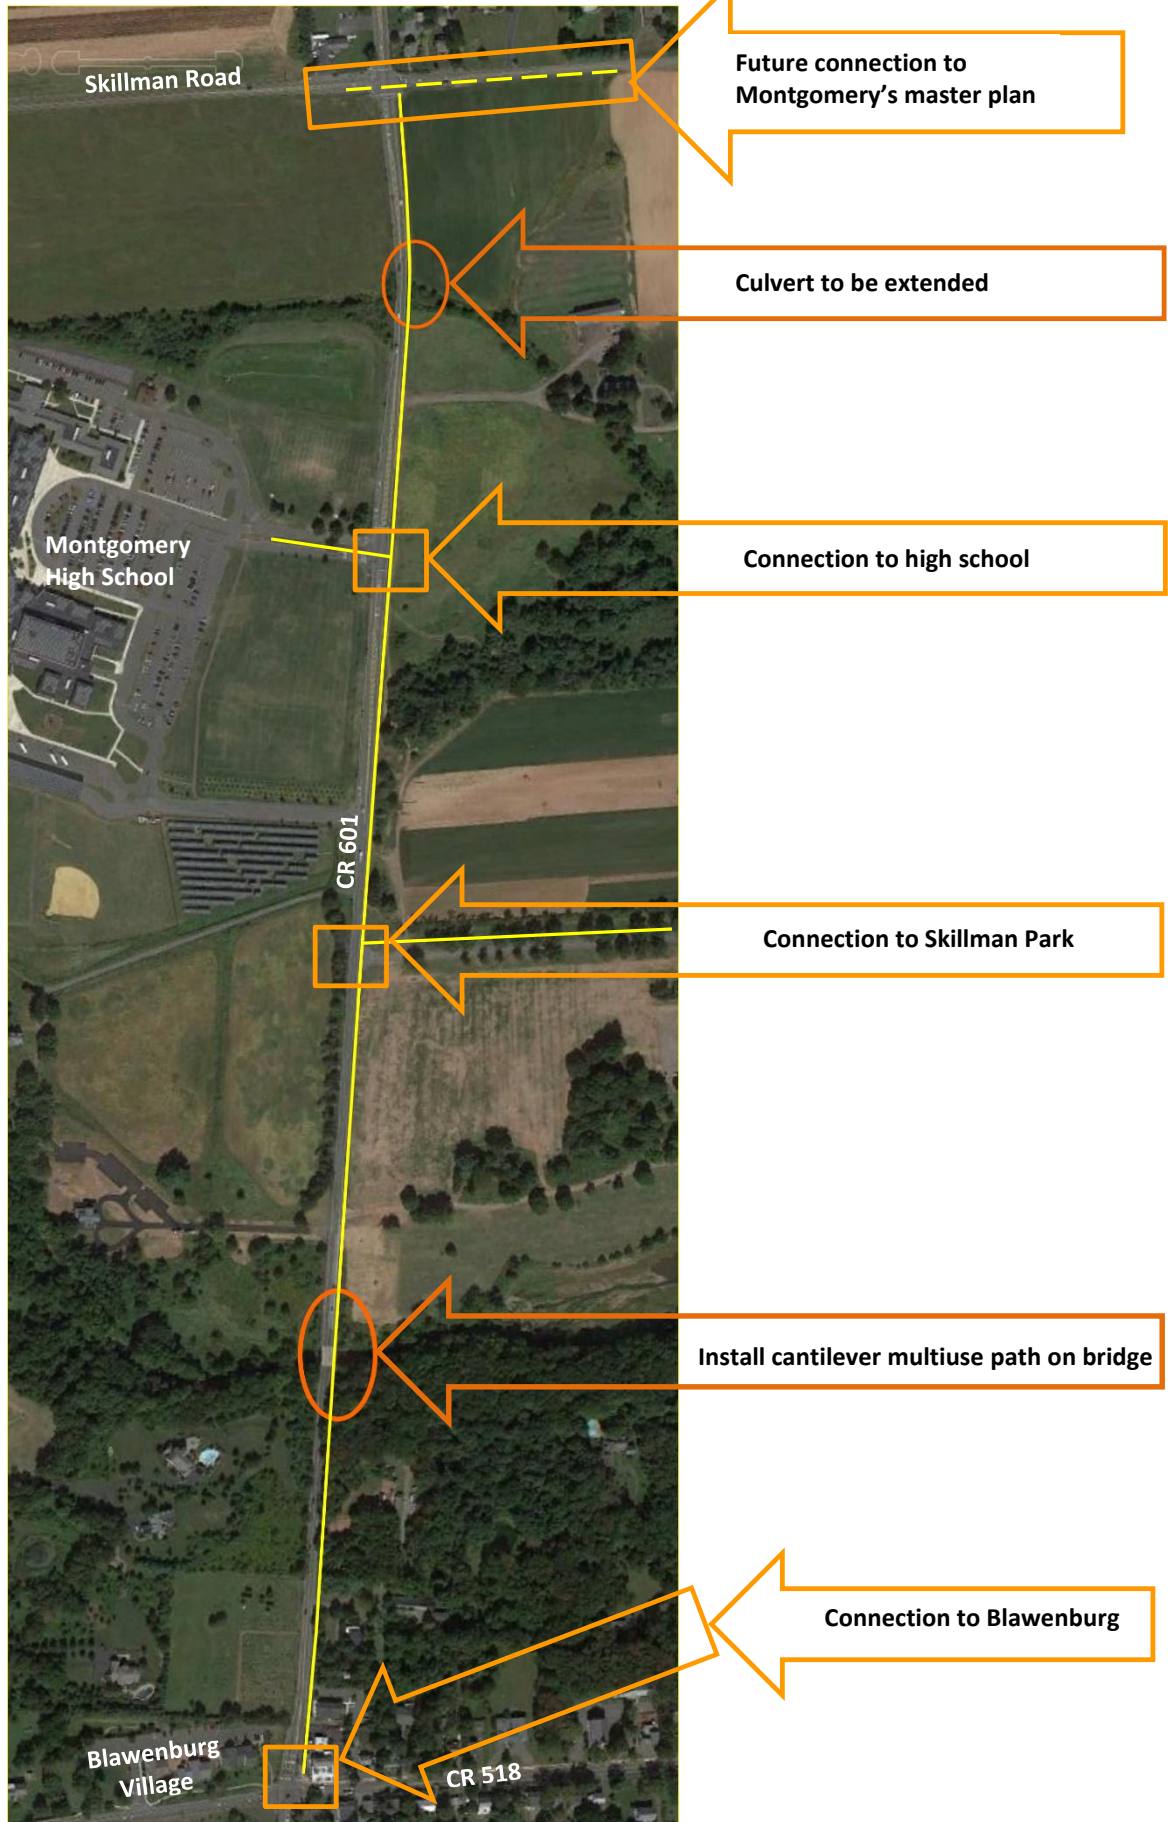 Skillman Road
Future connection to
Montgomery’s master plan
Culvert to be extended
Montgomery
High School
Connection to high school
CR 601
Connection to Skillman Park
Install cantilever multiuse path on bridge
Connection to Blawenburg
Blawenburg
Village
CR 518